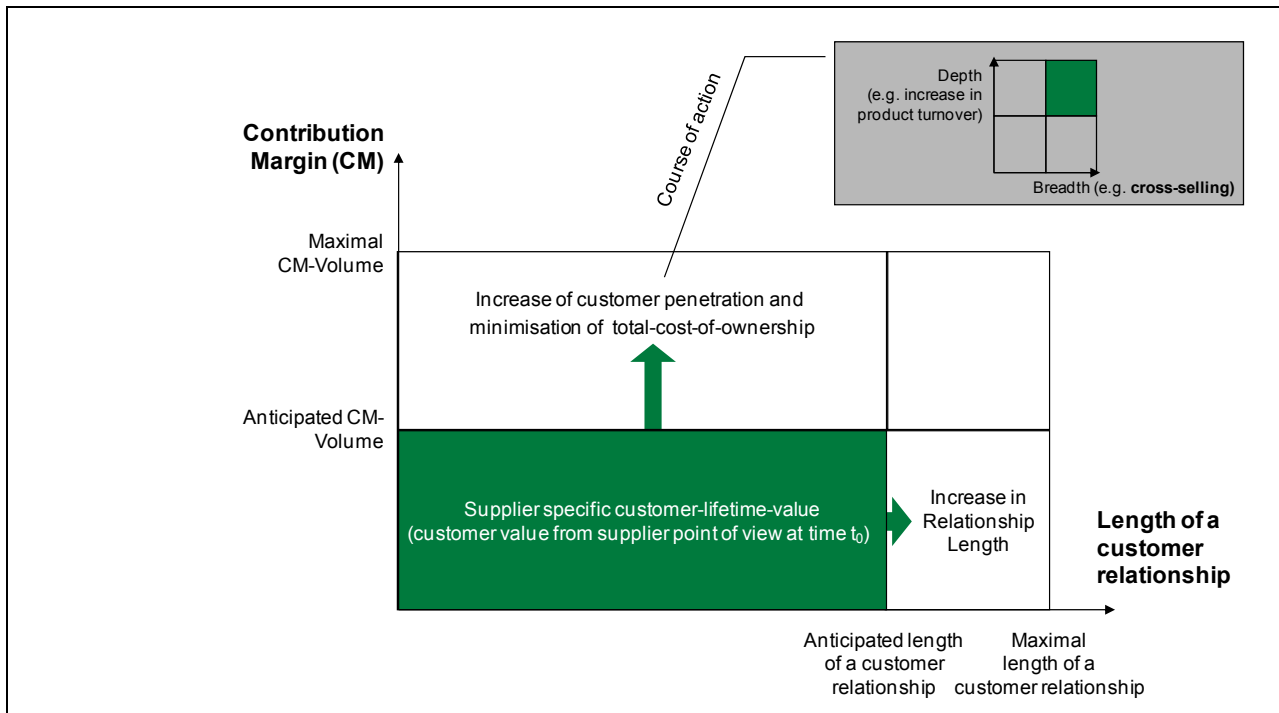 Depth
(e.g. increase in
product turnover)
Breadth (e.g. cross-selling)
Course of action
Contribution
Margin (CM)
Maximal
CM-Volume
Increase of customer penetration and
minimisation of total-cost-of-ownership
Anticipated CM-
Volume
Supplier specific customer-lifetime-value
(customer value from supplier point of view at time t₀)
Increase in
Relationship
Length
Length of a
customer
relationship
Anticipated length
of a customer
relationship
Maximal
length of a
customer relationship